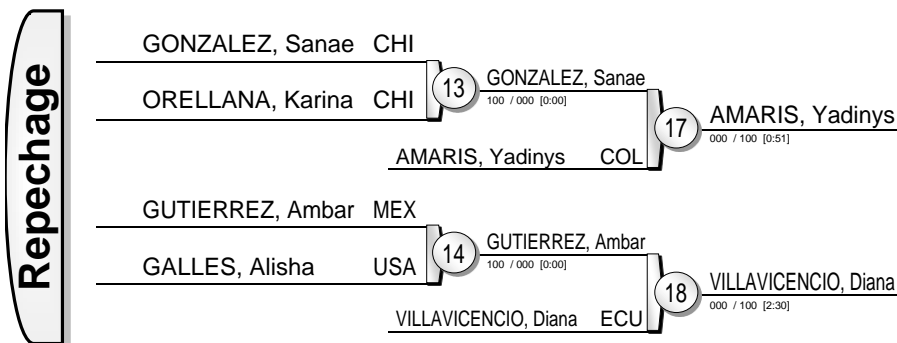 Repechage
GONZALEZ, Sanae CHI
ORELLANA, Karina CHI
13
GONZALEZ, Sanae
100 / 000 [0:00]
AMARIS, Yadinys COL
17
AMARIS, Yadinys
000 / 100 [0:51]
GUTIERREZ, Ambar MEX
GALLES, Alisha USA
14
GUTIERREZ, Ambar
100 / 000 [0:00]
VILLAVICENCIO, Diana ECU
18
VILLAVICENCIO, Diana
000 / 100 [2:30]